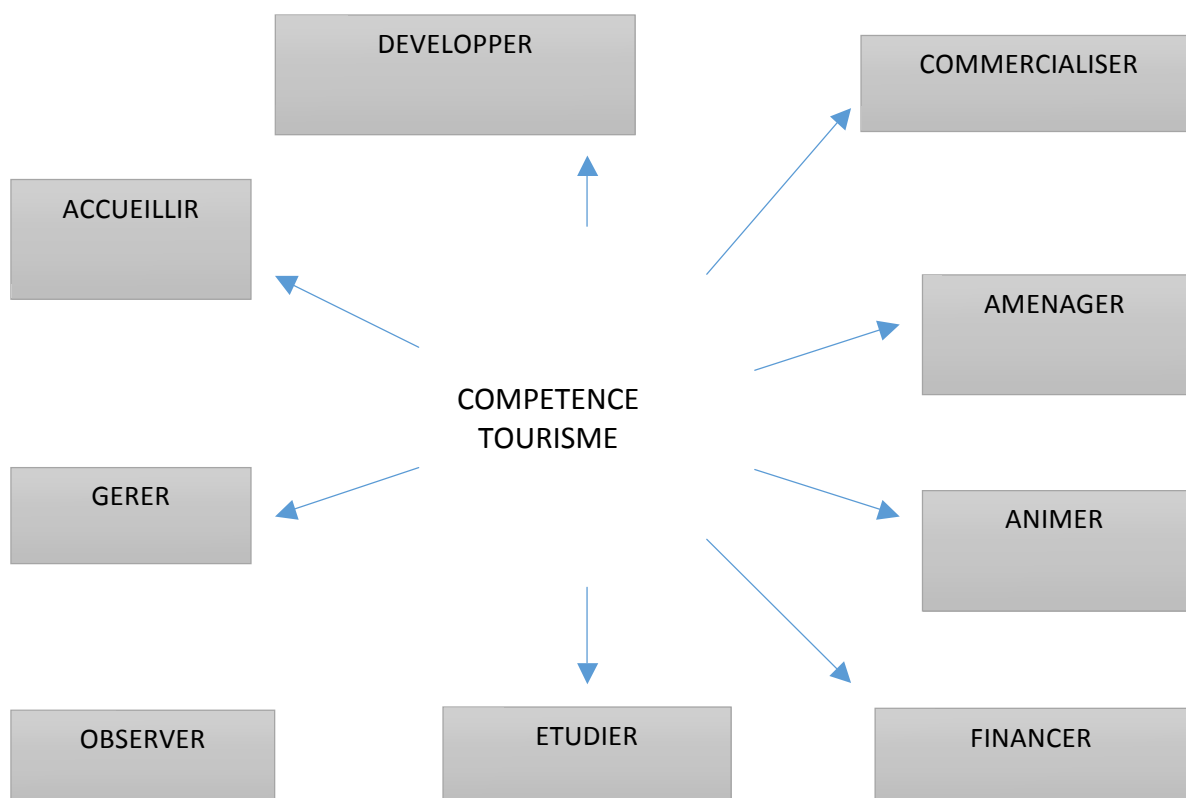 DEVELOPPER
COMMERCIALISER
ACCUEILLIR
AMENAGER
COMPETENCE
TOURISME
GERER
ANIMER
OBSERVER
ETUDIER
FINANCER